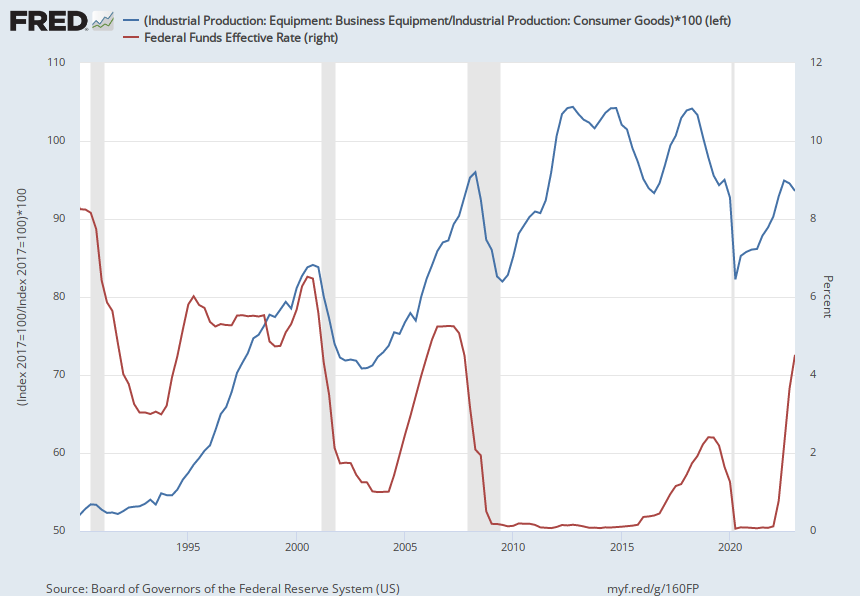 FRED
(Industrial Production: Equipment: Business Equipment/Industrial Production: Consumer Goods)*100 (left)
Federal Funds Effective Rate (right)
110
100
90
80
70
60
50
(Index 2017=100/Index 2017=100)*100
12
10
8
6
4
2
0
Percent
1995
2000
2005
2010
2015
2020
Source: Board of Governors of the Federal Reserve System (US)
myf.red/g/160FP